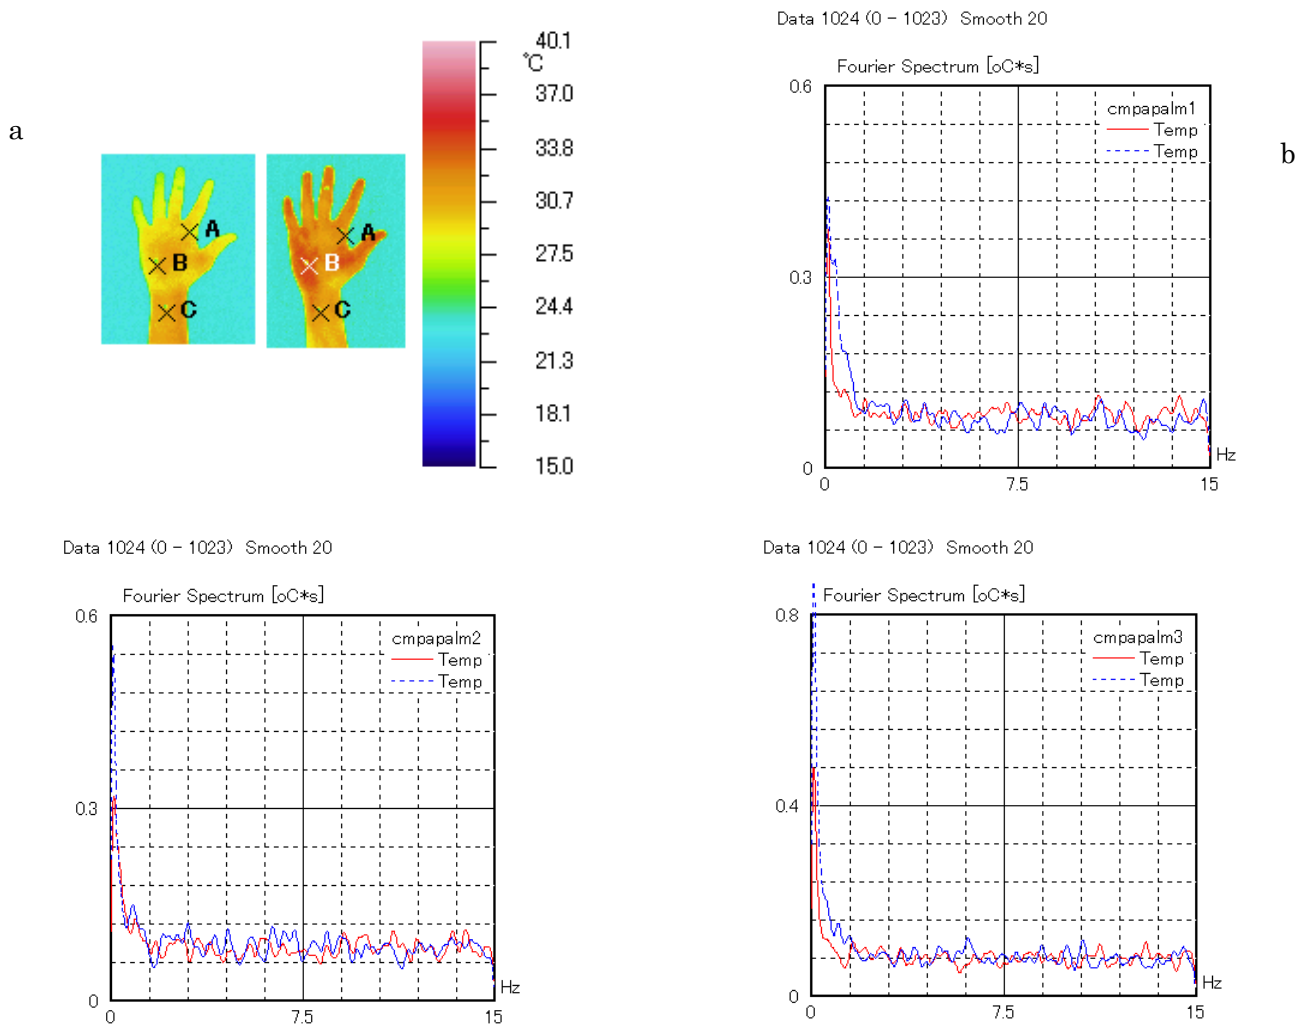 a
A
B
C
A
B
C
40.1
°C
37.0
33.8
30.7
27.5
24.4
21.3
18.1
15.0
Data 1024 (0 - 1023) Smooth 20
Fourier Spectrum [oC*s]
0.6
cmpapalm1
Temp
Temp
b
0.3
0
Hz
0
7.5
15
Data 1024 (0 - 1023) Smooth 20
Fourier Spectrum [oC*s]
0.6
cmpapalm2
Temp
Temp
0.3
0
Hz
0
7.5
15
Data 1024 (0 - 1023) Smooth 20
Fourier Spectrum [oC*s]
0.8
cmpapalm3
Temp
Temp
0.4
0
Hz
0
7.5
15